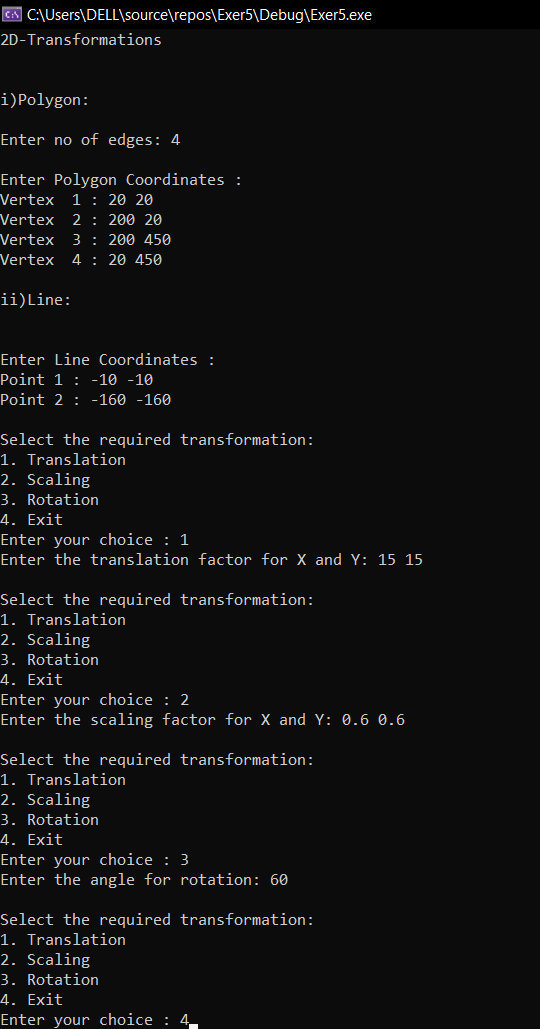 C:\Users\DELL\source\repos\Exer5\Debug\Exer5.exe
2D-Transformations
i)Polygon:
Enter no of edges: 4
Enter Polygon Coordinates :
Vertex  1 : 20 20
Vertex  2 : 200 20
Vertex  3 : 200 450
Vertex  4 : 20 450
ii)Line:
Enter Line Coordinates :
Point 1 : -10 -10
Point 2 : -160 -160
Select the required transformation:
1. Translation
2. Scaling
3. Rotation
4. Exit
Enter your choice : 1
Enter the translation factor for X and Y: 15 15
Select the required transformation:
1. Translation
2. Scaling
3. Rotation
4. Exit
Enter your choice : 2
Enter the scaling factor for X and Y: 0.6 0.6
Select the required transformation:
1. Translation
2. Scaling
3. Rotation
4. Exit
Enter your choice : 3
Enter the angle for rotation: 60
Select the required transformation:
1. Translation
2. Scaling
3. Rotation
4. Exit
Enter your choice : 4